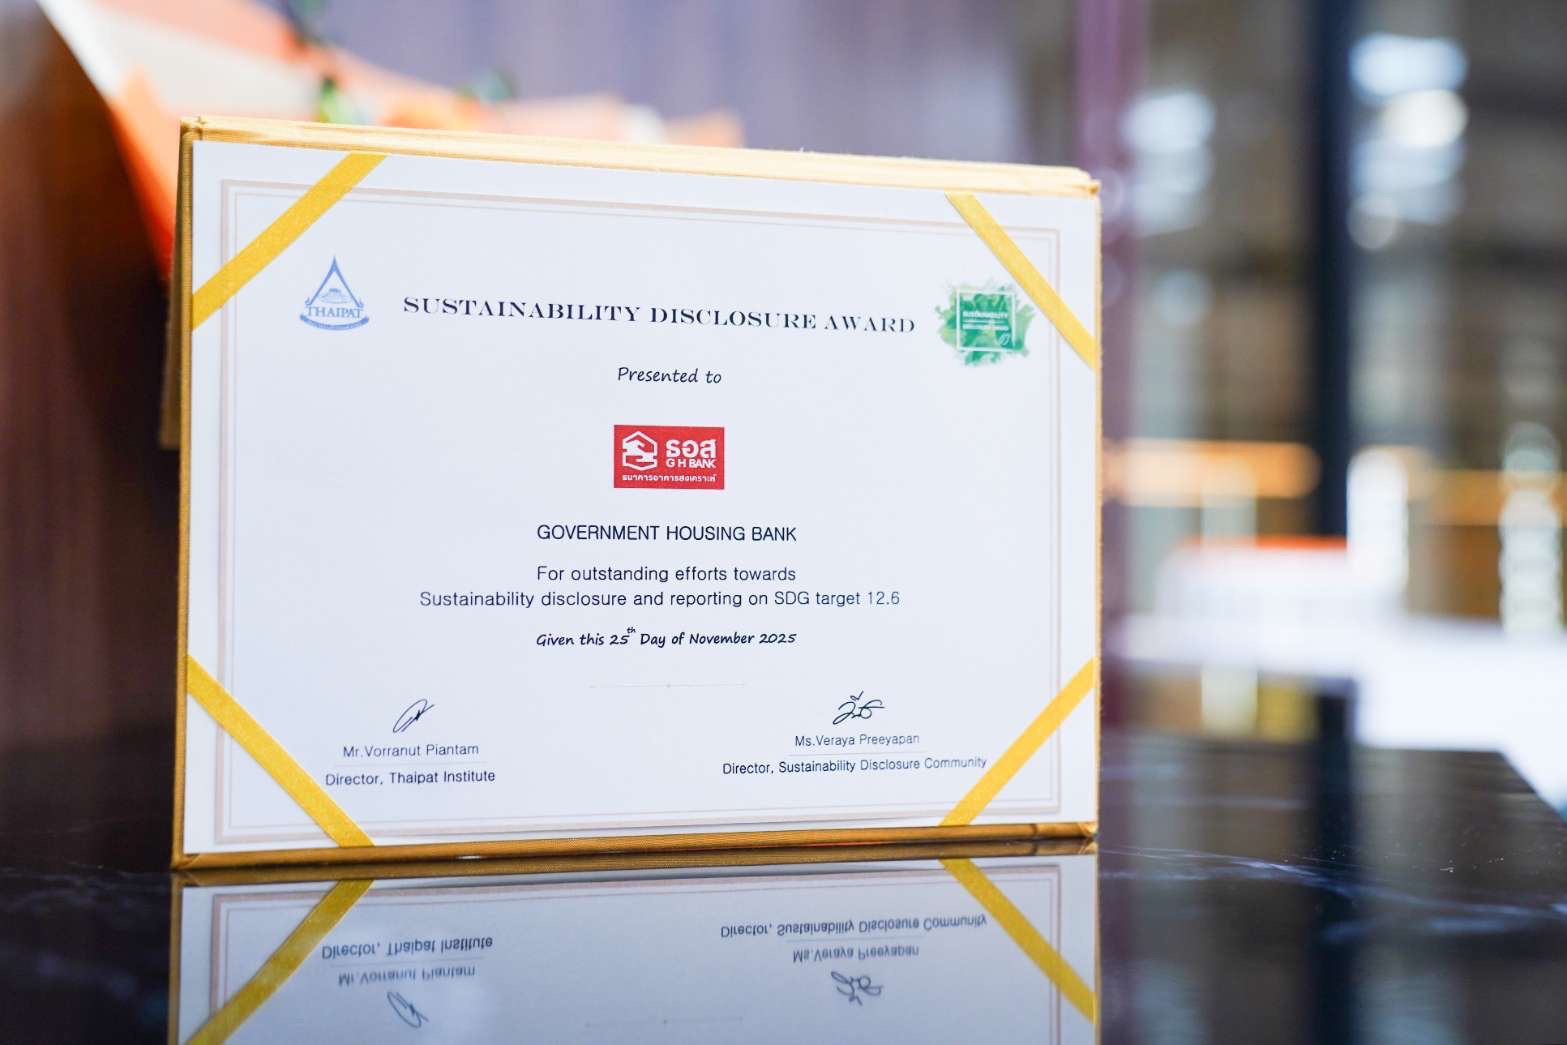 THAIPAT
SUSTAINABILITY DISCLOSURE AWARD
SUSTAINABILITY
DISCLOSURE AWARD
Presented to
ธอส
G H BANK
ธนาคารอาคารสงเคราะห์
GOVERNMENT HOUSING BANK
For outstanding efforts towards
Sustainability disclosure and reporting on SDG target 12.6
Given this 25th Day of November 2025
Mr.Vorranut Piantam
Director, Thaipat Institute
Ms.Veraya Preeyapan
Director, Sustainability Disclosure Community